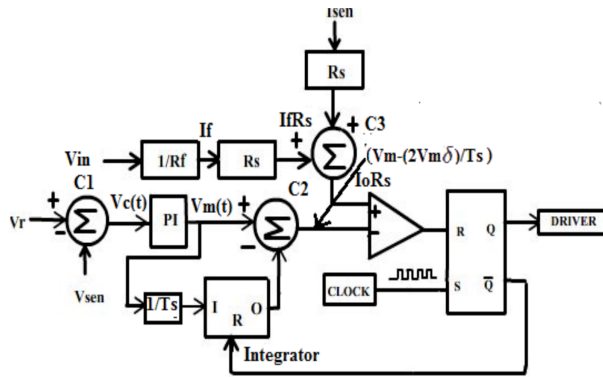 Isen
Rs
+ C3
Σ
IfRs
+
If
Vin
1/Rf
Rs
(Vm-(2Vmδ)/Ts)
IoRs
C1
C2
Vr
+
Σ
-
Vc(t)
PI
Vm(t)
+
Σ
-
+
-
R Q
DRIVER
Vsen
1/Ts
I O
R
CLOCK
S Q̅
Integrator